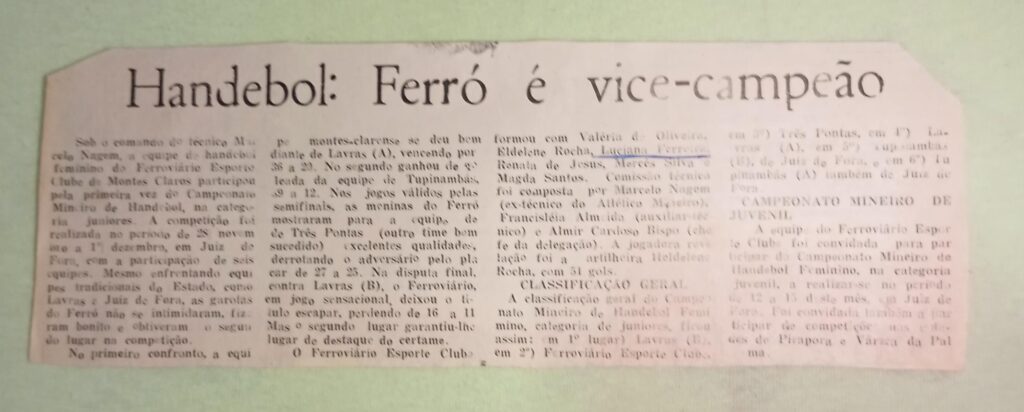 Handebol: Ferró é vice-campeão
Sob o comando do técnico Mar
celo Nagem, a equipe de handebol
feminino do Ferroviário Esporte
Clube de Montes Claros participou
pela primeira vez do Campeonato
Mineiro de Handebol, na catego
ria juniores. A competição foi
realizada no período de 28 novem
bro a 1º dezembro, em Juiz de
Fora, com a participação de seis
equipes. Mesmo enfrentando equi
pes tradicionais do Estado, como
Lavras e Juiz de Fora, as garotas
do Ferró não se intimidaram, fize
ram bonito e obtiveram o segun
do lugar na competição.
No primeiro confronto, a equi
pe montes-clarense se deu bem
diante de Lavras (A), vencendo por
36 a 23. No segundo ganhou de go
leada da equipe de Tupinambás,
a 12. Nos jogos válidos pelas
semifinais, as meninas do Ferró
mostraram para a equipe de
de Três Pontas (outro time bem
sucedido) excelentes qualidades,
derrotando o adversário pelo pla
car de 27 a 25. Na disputa final,
contra Lavras (B), o Ferroviário,
em jogo sensacional, deixou o tí
tulo escapar, perdendo de 16 a 11
Mas o segundo lugar garantiu-lhe
lugar de destaque do certame.
O Ferroviário Esporte Clube
formou com Valéria de Oliveira,
Eldelene Rocha, Luciana Ferreira,
Renata de Jesus, Mercês Silva e
Magda Santos. Comissão técnica
foi composta por Marcelo Nagem
(ex-técnico do Atlético Mineiro),
Francisléia Almeida (auxiliar-téc
nico) e Almir Cardoso Bispo (che
fe da delegação). A jogadora reve
lação foi a artilheira Heldelene
Rocha, com 51 gols.
CLASSIFICAÇÃO GERAL
A classificação geral do Campeo
nato Mineiro de Handebol Femi
nino, categoria de juniores, ficou
assim: em 1º lugar) Lavras (B),
em 2º) Ferroviário Esporte Clube,
em 3º) Três Pontas, em 4º) La
vras (A), em 5º) Tupinambás
(B), de Juiz de Fora, e em 6º) Tu
pinambás (A) também de Juiz de
Fora.
CAMPEONATO MINEIRO DE
JUVENIL
A equipe do Ferroviário Espor
te Clube foi convidada para par
ticipar do Campeonato Mineiro de
Handebol Feminino, na categoria
juvenil, a realizar-se no período
de 12 a 15 deste mês, em Juiz de
Fora. Foi convidada também a par
ticipar de competições nas cida
des de Pirapora e Várzea da Pal
ma.